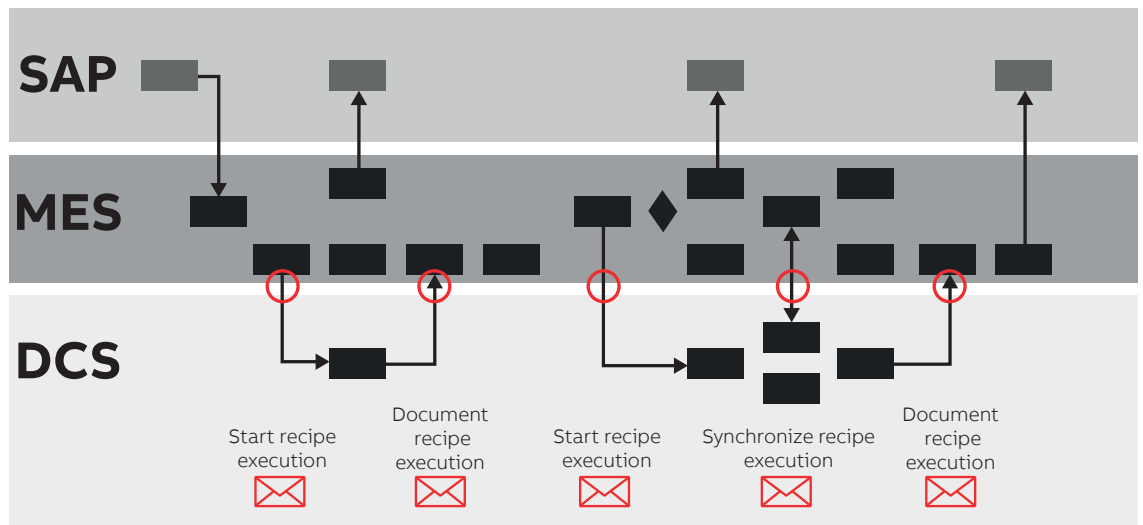 SAP
MES
DCS
Start recipe
execution
Document
recipe
execution
Start recipe
execution
Synchronize recipe
execution
Document
recipe
execution